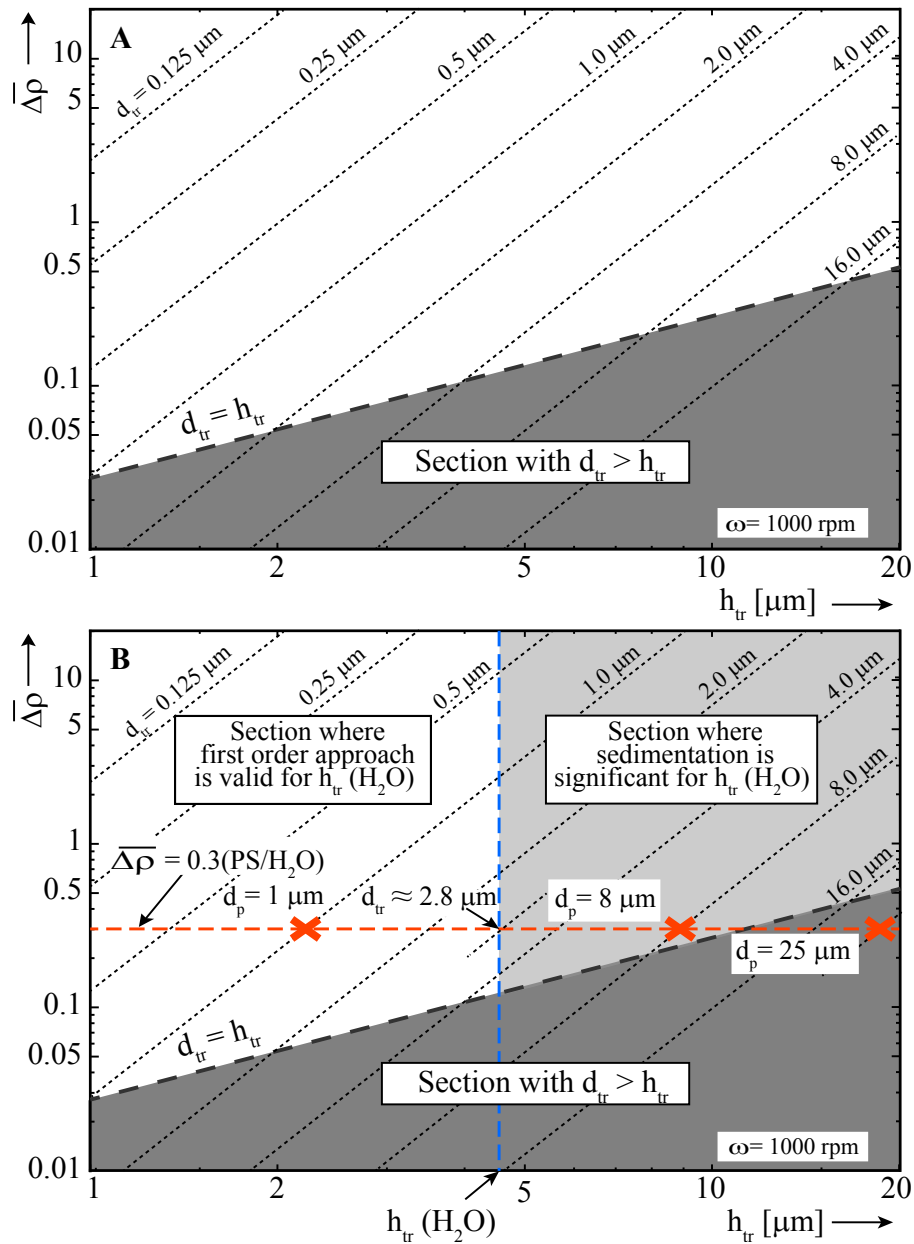 A
Δρ
20
10
5
1
0.5
0.1
0.05
0.01
d_tr = 0.125 μm
0.25 μm
0.5 μm
1.0 μm
2.0 μm
4.0 μm
8.0 μm
16.0 μm
d_tr = h_tr
Section with d_tr > h_tr
ω= 1000 rpm
1
2
5
10
20
h_tr [μm]
B
Δρ
10
5
1
0.5
0.1
0.05
0.01
d_tr = 0.125 μm
0.25 μm
0.5 μm
1.0 μm
2.0 μm
4.0 μm
8.0 μm
16.0 μm
Section where
first order approach
is valid for h_tr (H₂O)
Section where
sedimentation is
significant for h_tr (H₂O)
Δρ = 0.3(PS/H₂O)
d_p = 1 μm
d_tr ≈ 2.8 μm
d_p = 8 μm
d_p = 25 μm
d_tr = h_tr
Section with d_tr > h_tr
ω= 1000 rpm
1
2
5
10
20
h_tr (H₂O)
h_tr [μm]